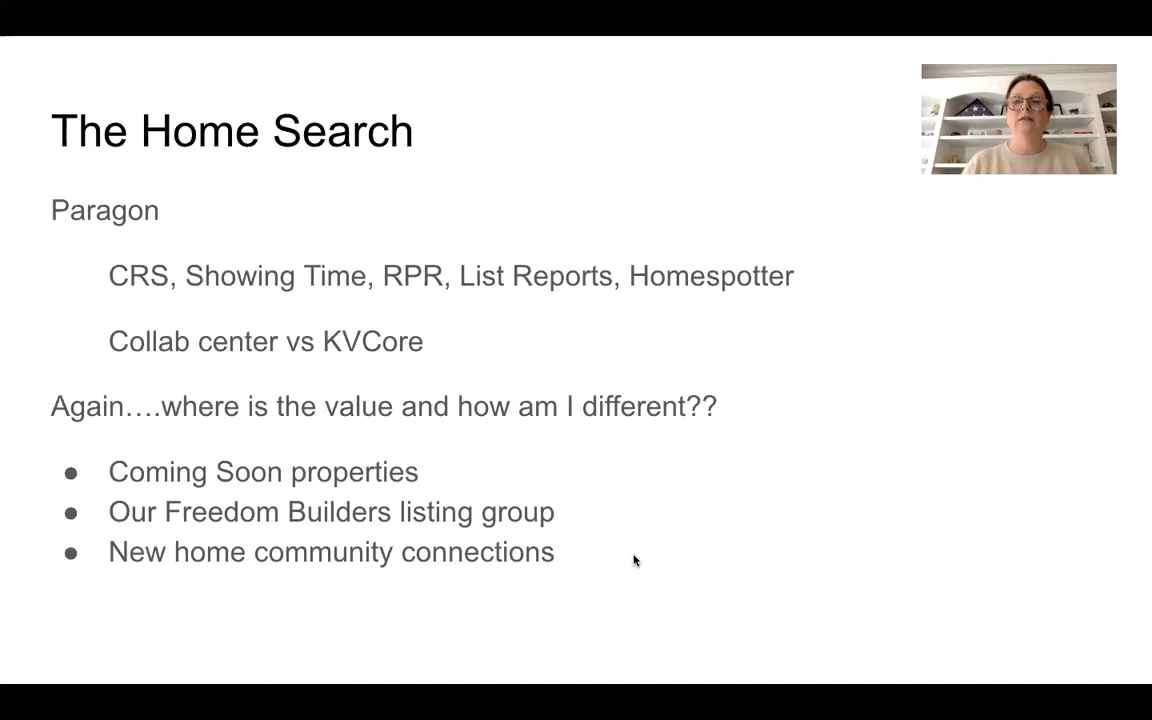 The Home Search
Paragon
CRS, Showing Time, RPR, List Reports, Homespotter
Collab center vs KVCore
Again….where is the value and how am I different??
● Coming Soon properties
● Our Freedom Builders listing group
● New home community connections